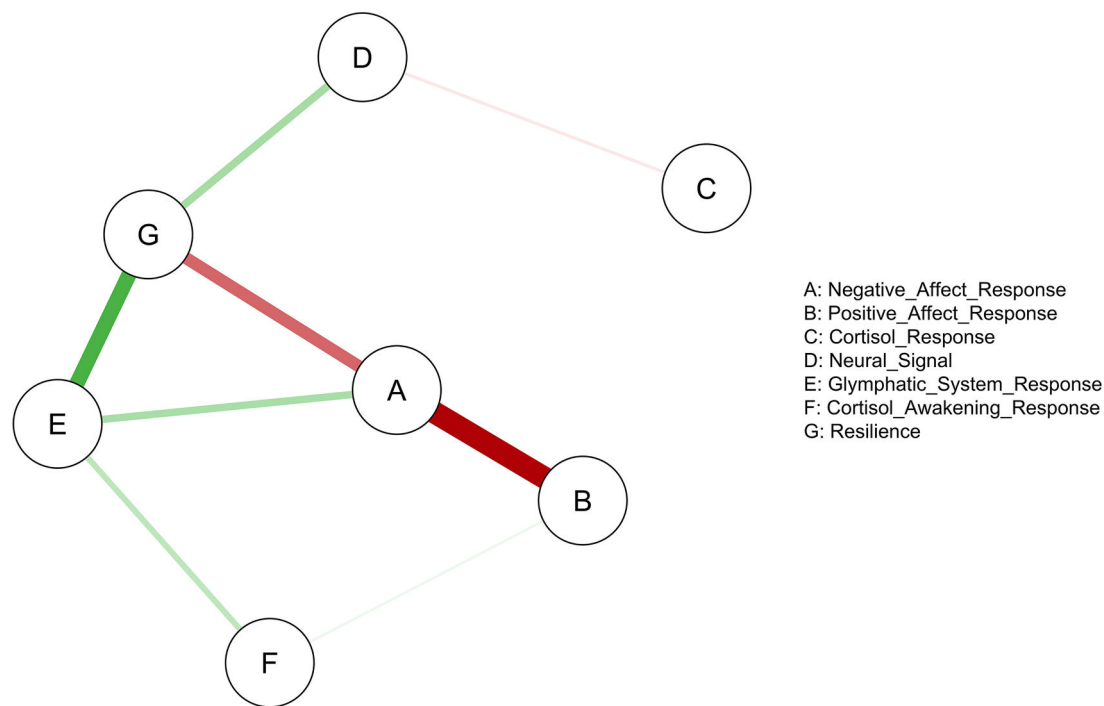 D
C
G
A
E
B
F
A: Negative_Affect_Response
B: Positive_Affect_Response
C: Cortisol_Response
D: Neural_Signal
E: Glymphatic_System_Response
F: Cortisol_Awakening_Response
G: Resilience